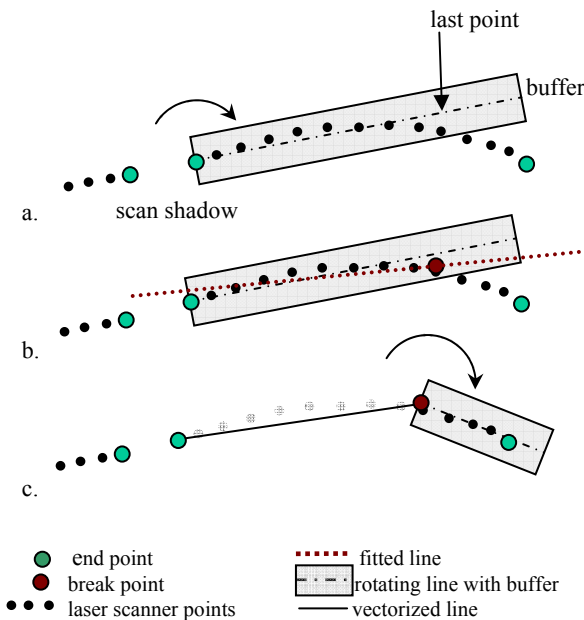 last point
buffer
a.
scan shadow
b.
c.
end point
fitted line
break point
rotating line with buffer
laser scanner points
vectorized line